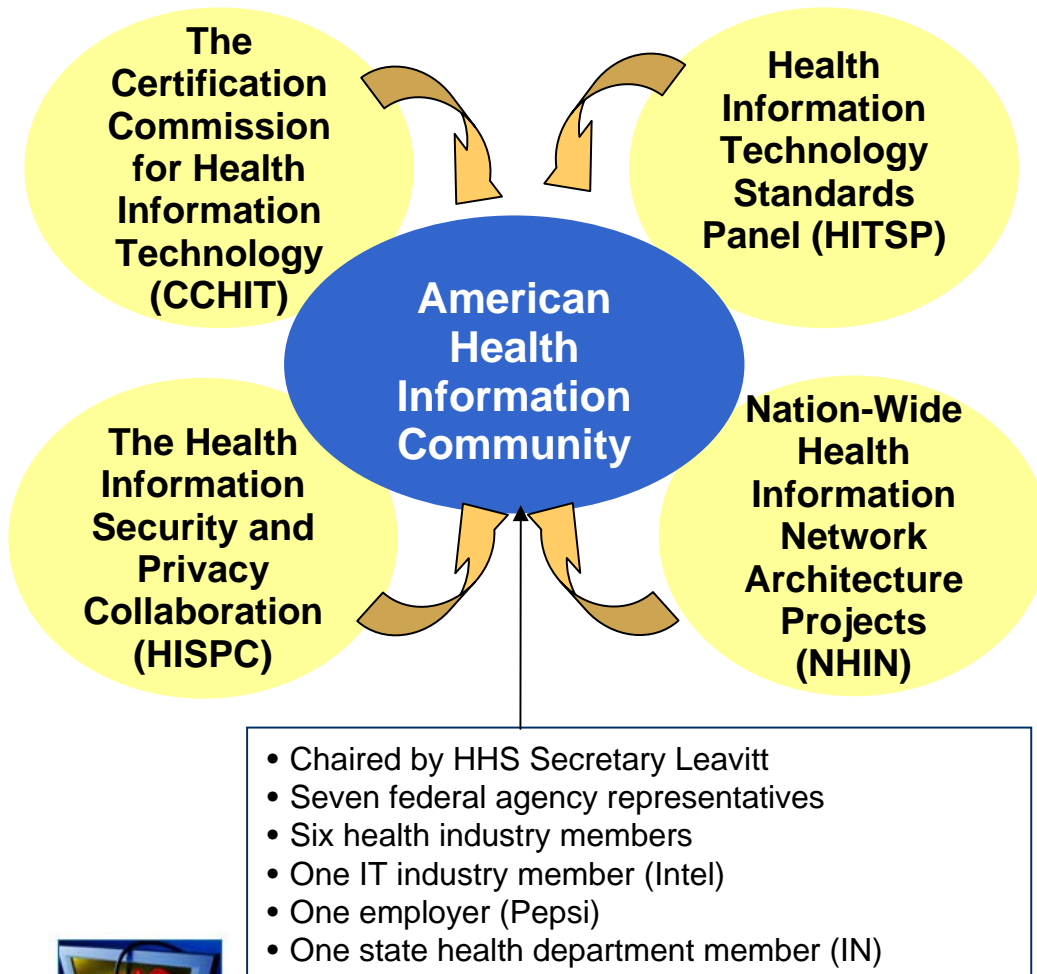 The
Certification
Commission
for Health
Information
Technology
(CCHIT)
Health
Information
Technology
Standards
Panel (HITSP)
American
Health
Information
Community
The Health
Information
Security and
Privacy
Collaboration
(HISPC)
Nation-Wide
Health
Information
Network
Architecture
Projects
(NHIN)
• Chaired by HHS Secretary Leavitt
• Seven federal agency representatives
• Six health industry members
• One IT industry member (Intel)
• One employer (Pepsi)
• One state health department member (IN)